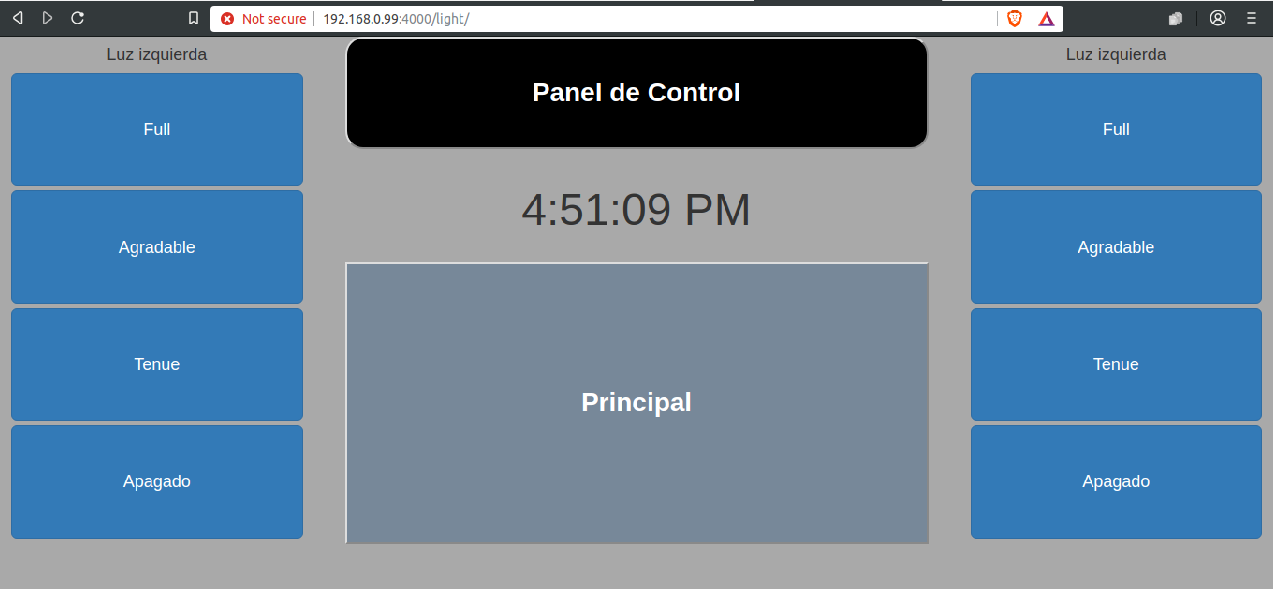 Not secure 192.168.0.99:4000/light/
Luz izquierda
Full
Agradable
Tenue
Apagado
Panel de Control
4:51:09 PM
Principal
Luz izquierda
Full
Agradable
Tenue
Apagado